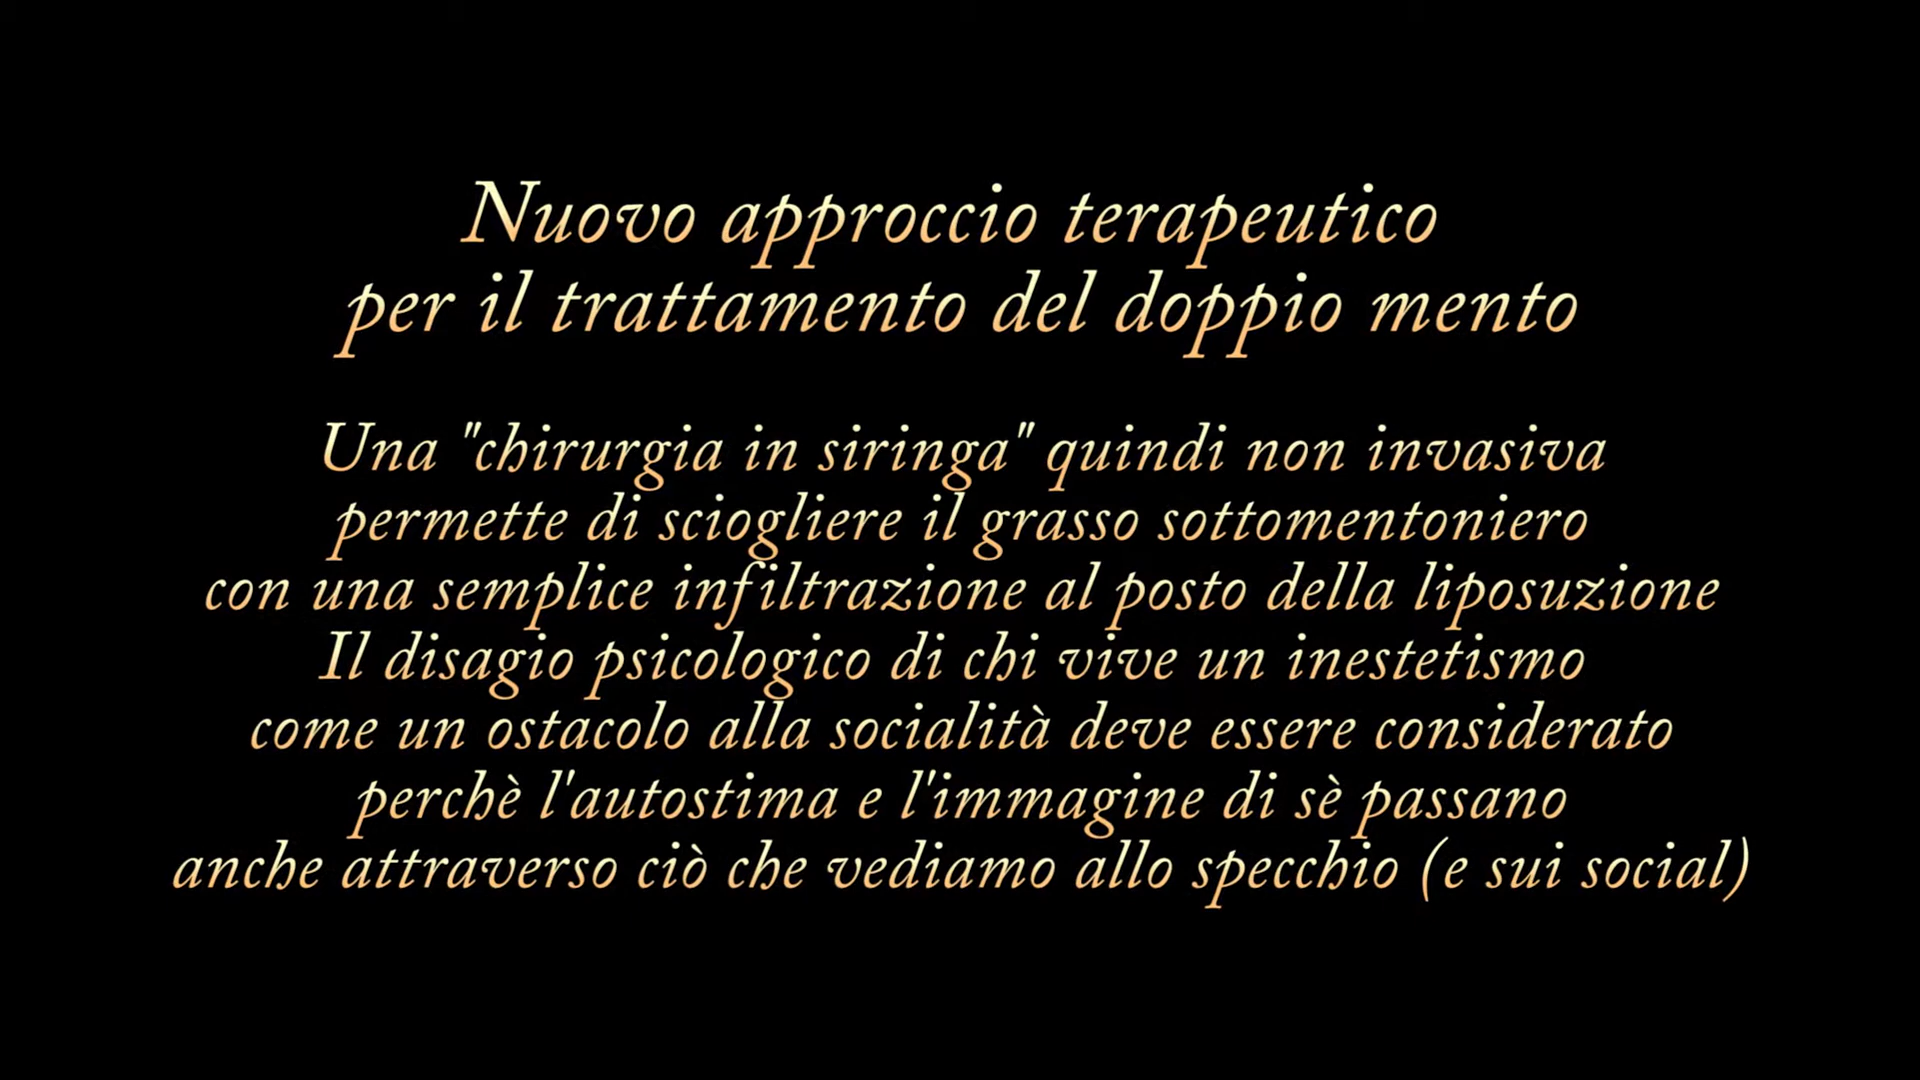 Nuovo approccio terapeutico
per il trattamento del doppio mento
Una "chirurgia in siringa" quindi non invasiva
permette di sciogliere il grasso sottomentoniero
con una semplice infiltrazione al posto della liposuzione
Il disagio psicologico di chi vive un inestetismo
come un ostacolo alla socialità deve essere considerato
perchè l'autostima e l'immagine di sè passano
anche attraverso ciò che vediamo allo specchio (e sui social)